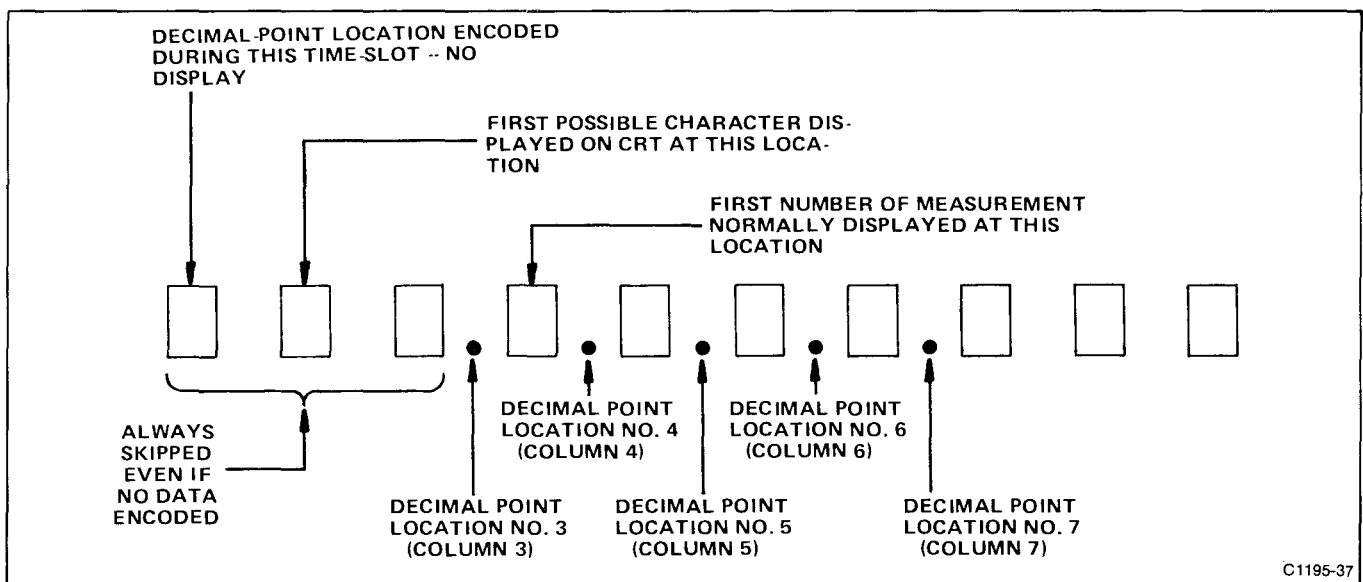 DECIMAL-POINT LOCATION ENCODED
DURING THIS TIME-SLOT -- NO
DISPLAY
FIRST POSSIBLE CHARACTER DIS-
PLAYED ON CRT AT THIS LOCA-
TION
FIRST NUMBER OF MEASUREMENT
NORMALLY DISPLAYED AT THIS
LOCATION
ALWAYS
SKIPPED
EVEN IF
NO DATA
ENCODED
DECIMAL POINT
LOCATION NO. 3
(COLUMN 3)
DECIMAL POINT
LOCATION NO. 4
(COLUMN 4)
DECIMAL POINT
LOCATION NO. 5
(COLUMN 5)
DECIMAL POINT
LOCATION NO. 6
(COLUMN 6)
DECIMAL POINT
LOCATION NO. 7
(COLUMN 7)
C1195-37